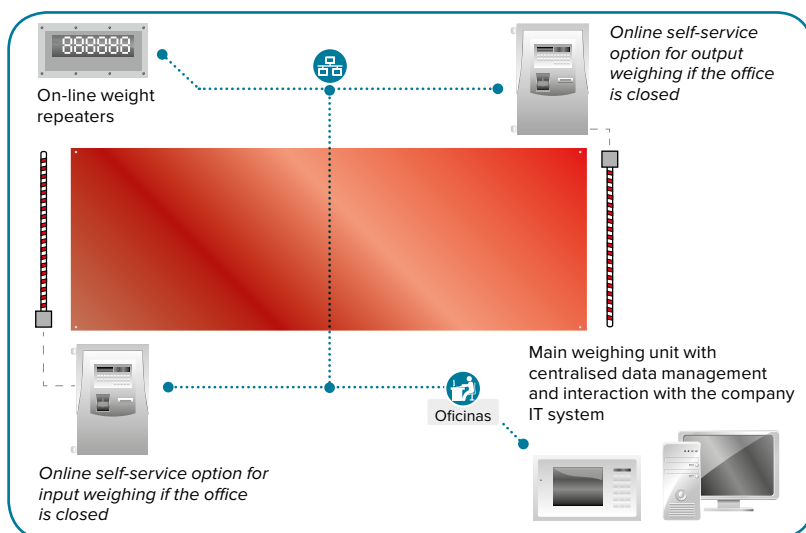 888888
On-line weight
repeaters
Online self-service
option for output
weighing if the office
is closed
Main weighing unit with
centralised data management
and interaction with the company
IT system
Oficinas
Online self-service option for
input weighing if the office
is closed